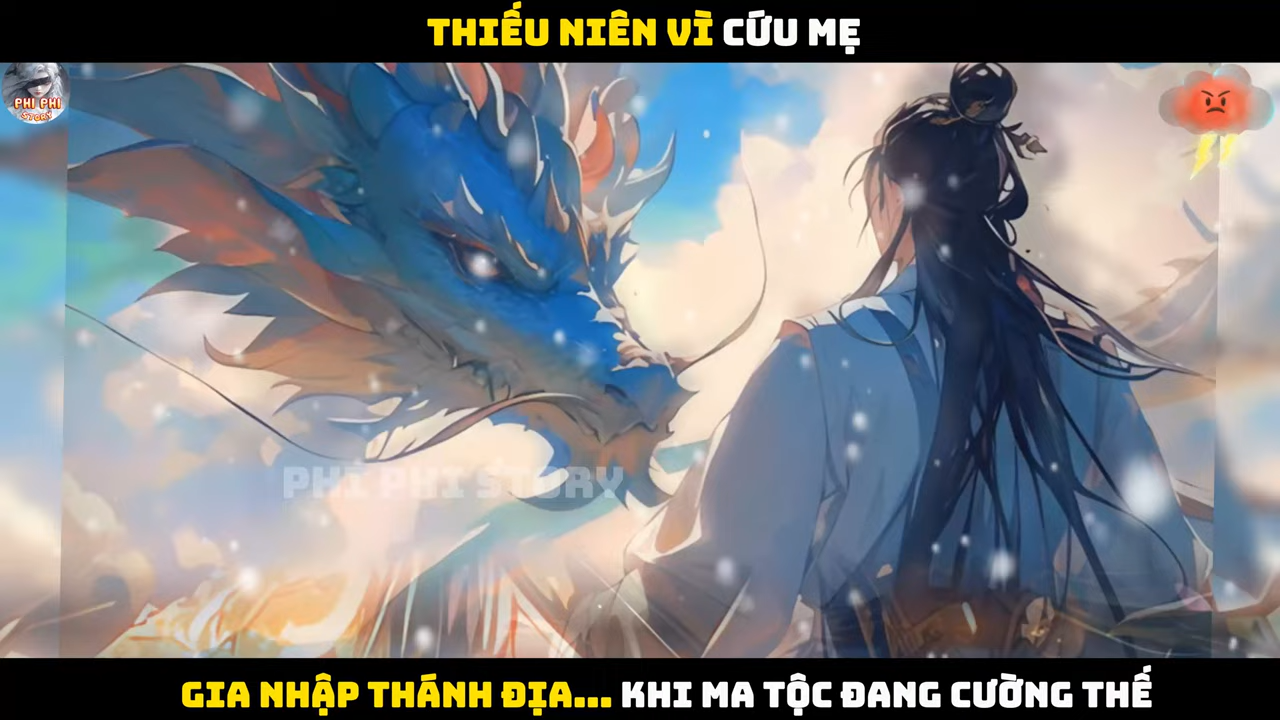 THIẾU NIÊN VÌ CỨU MẸ
PHI PHI
STORY
PHI PHI STORY
GIA NHẬP THÁNH ĐỊA... KHI MA TỘC ĐANG CƯỜNG THẾ